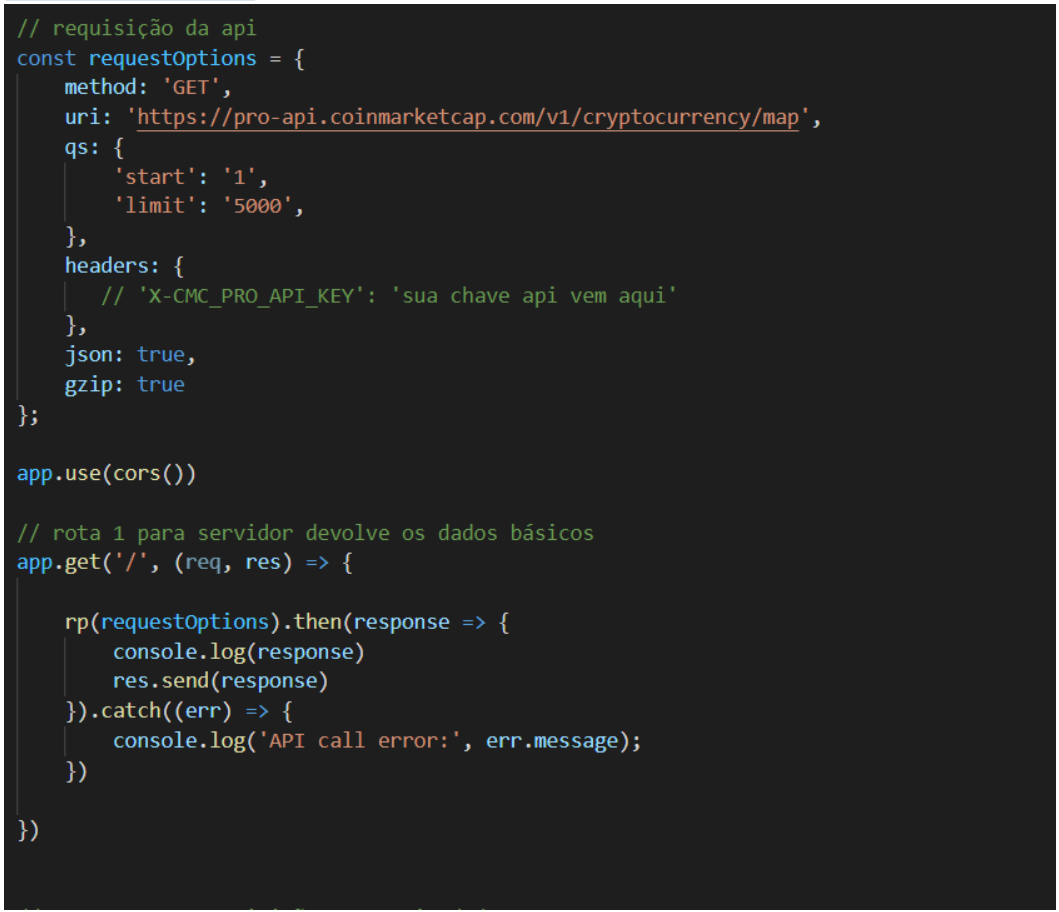 // requisição da api
const requestOptions = {
    method: 'GET',
    uri: 'https://pro-api.coinmarketcap.com/v1/cryptocurrency/map',
    qs: {
        'start': '1',
        'limit': '5000',
    },
    headers: {
       // 'X-CMC_PRO_API_KEY': 'sua chave api vem aqui'
    },
    json: true,
    gzip: true
};

app.use(cors())

// rota 1 para servidor devolve os dados básicos
app.get('/', (req, res) => {

    rp(requestOptions).then(response => {
        console.log(response)
        res.send(response)
    }).catch((err) => {
        console.log('API call error:', err.message);
    })

})